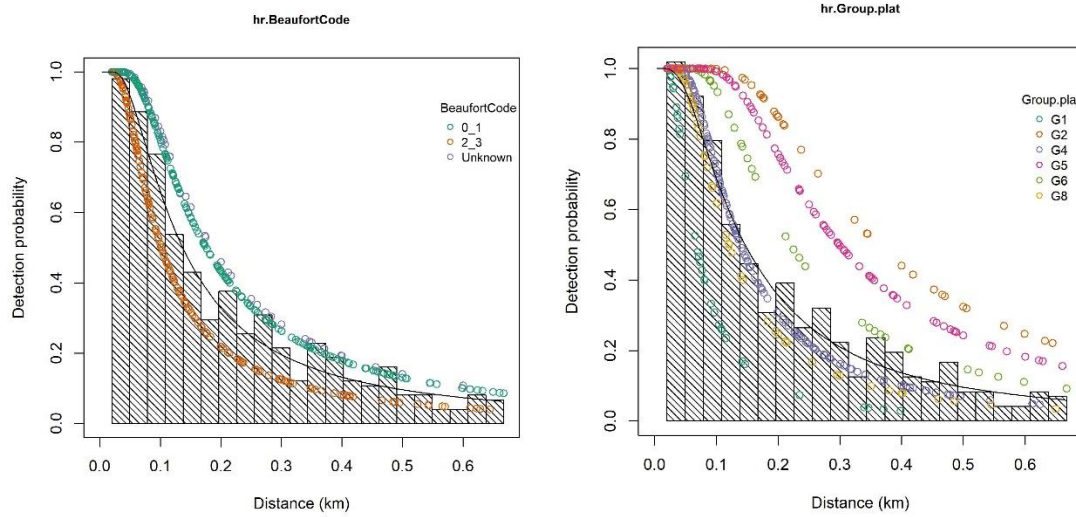 hr.BeaufortCode
Detection probability
1.0
0.8
0.6
0.4
0.2
0.0
BeaufortCode
0_1
2_3
Unknown
0.0 0.1 0.2 0.3 0.4 0.5 0.6
Distance (km)
hr.Group.plat
Detection probability
1.0
0.8
0.6
0.4
0.2
0.0
Group.plat
G1
G2
G4
G5
G6
G8
0.0 0.1 0.2 0.3 0.4 0.5 0.6
Distance (km)